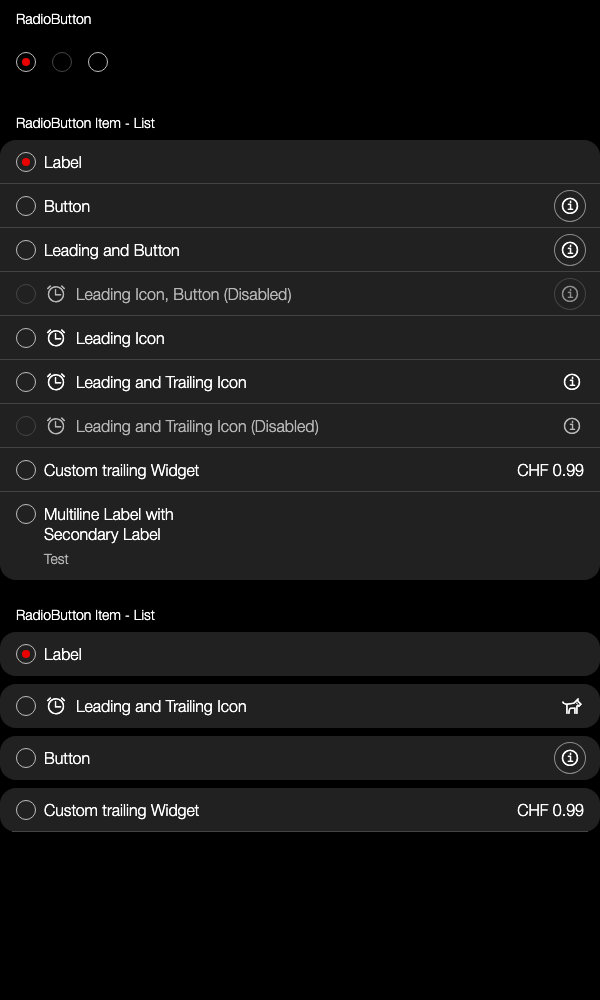 RadioButton
RadioButton Item - List
Label
Button
Leading and Button
Leading Icon, Button (Disabled)
Leading Icon
Leading and Trailing Icon
Leading and Trailing Icon (Disabled)
Custom trailing Widget CHF 0.99
Multiline Label with
Secondary Label
Test
RadioButton Item - List
Label
Leading and Trailing Icon
Button
Custom trailing Widget CHF 0.99